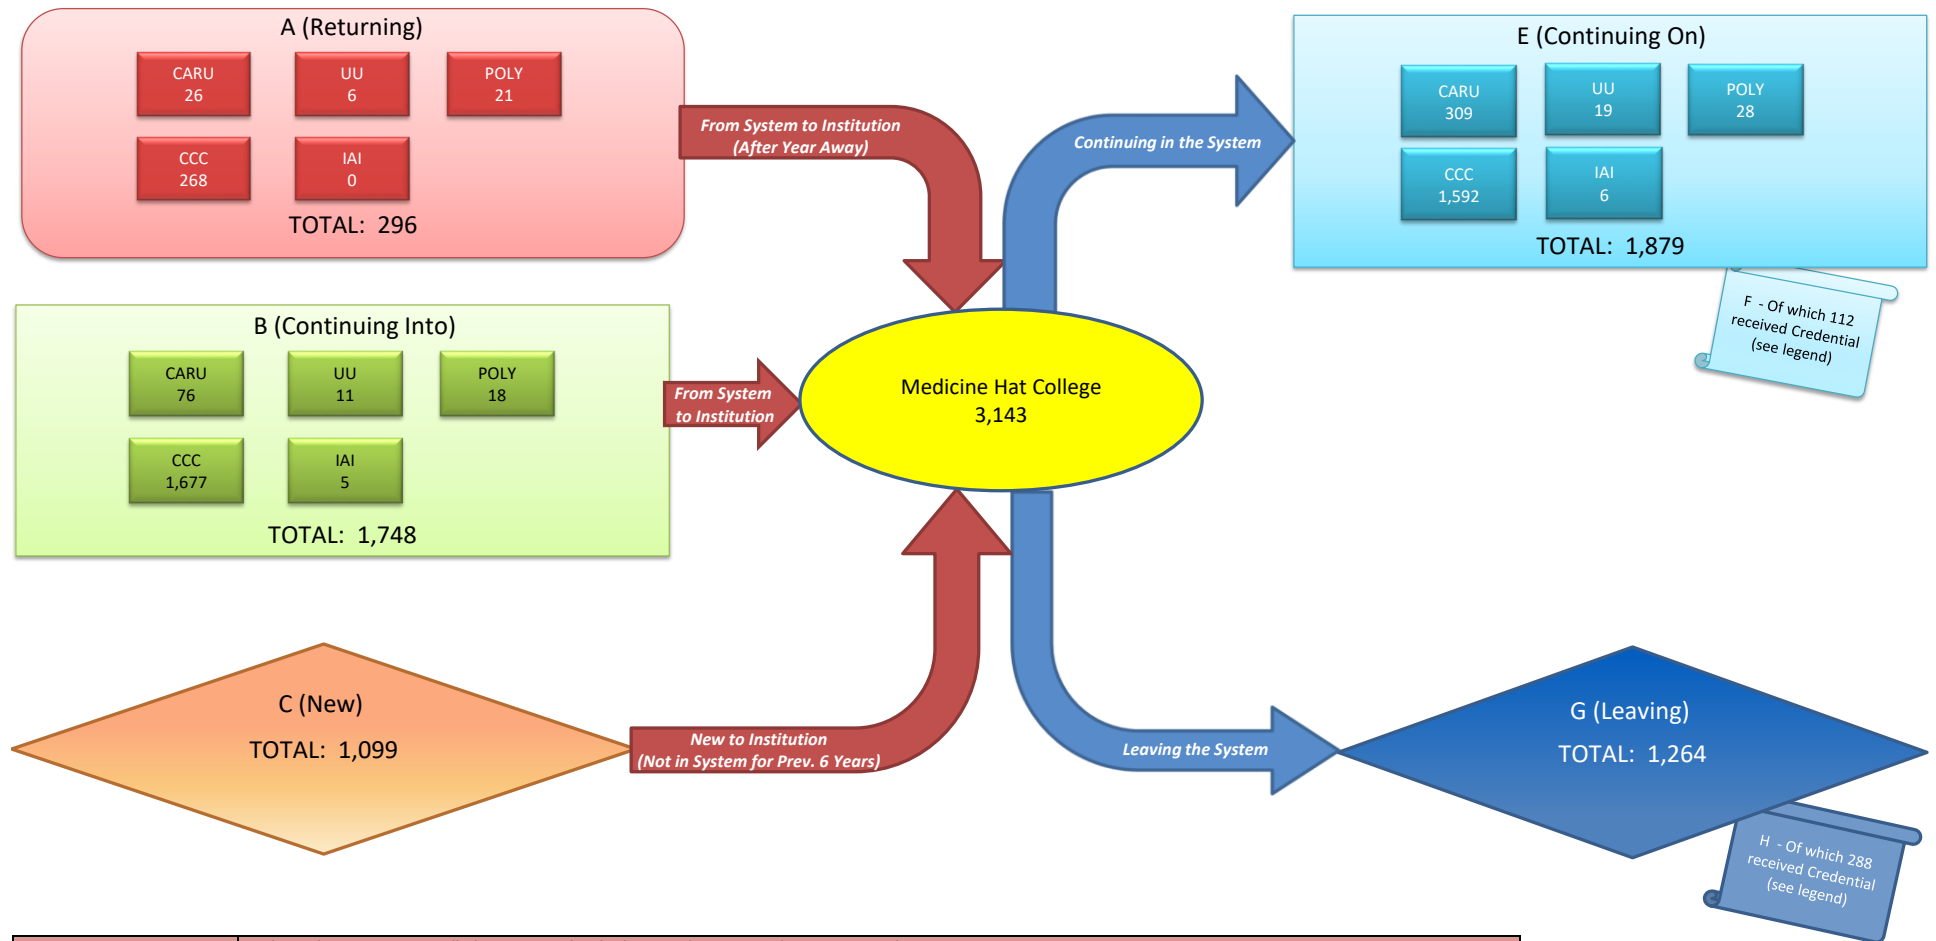 A (Returning)
CARU
26
UU
6
POLY
21
CCC
268
IAI
0
TOTAL: 296
From System to Institution
(After Year Away)
B (Continuing Into)
CARU
76
UU
11
POLY
18
CCC
1,677
IAI
5
TOTAL: 1,748
From System
to Institution
C (New)
TOTAL: 1,099
New to Institution
(Not in System for Prev. 6 Years)
Medicine Hat College
3,143
Continuing in the System
E (Continuing On)
CARU
309
UU
19
POLY
28
CCC
1,592
IAI
6
TOTAL: 1,879
F - Of which 112
received Credential
(see legend)
Leaving the System
G (Leaving)
TOTAL: 1,264
H - Of which 288
received Credential
(see legend)